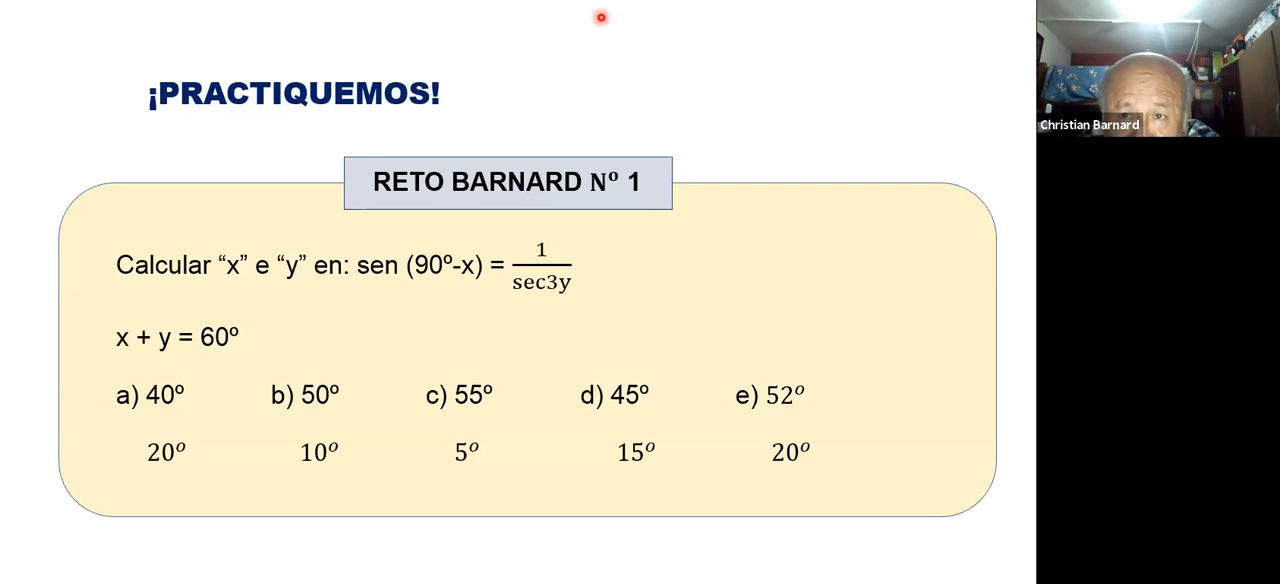 ¡PRACTIQUEMOS!
RETO BARNARD Nº 1
Calcular “x” e “y” en: sen (90º-x) = 1/sec3y
x + y = 60º
a) 40º b) 50º c) 55º d) 45º e) 52º
20º 10º 5º 15º 20º
Christian Barnard